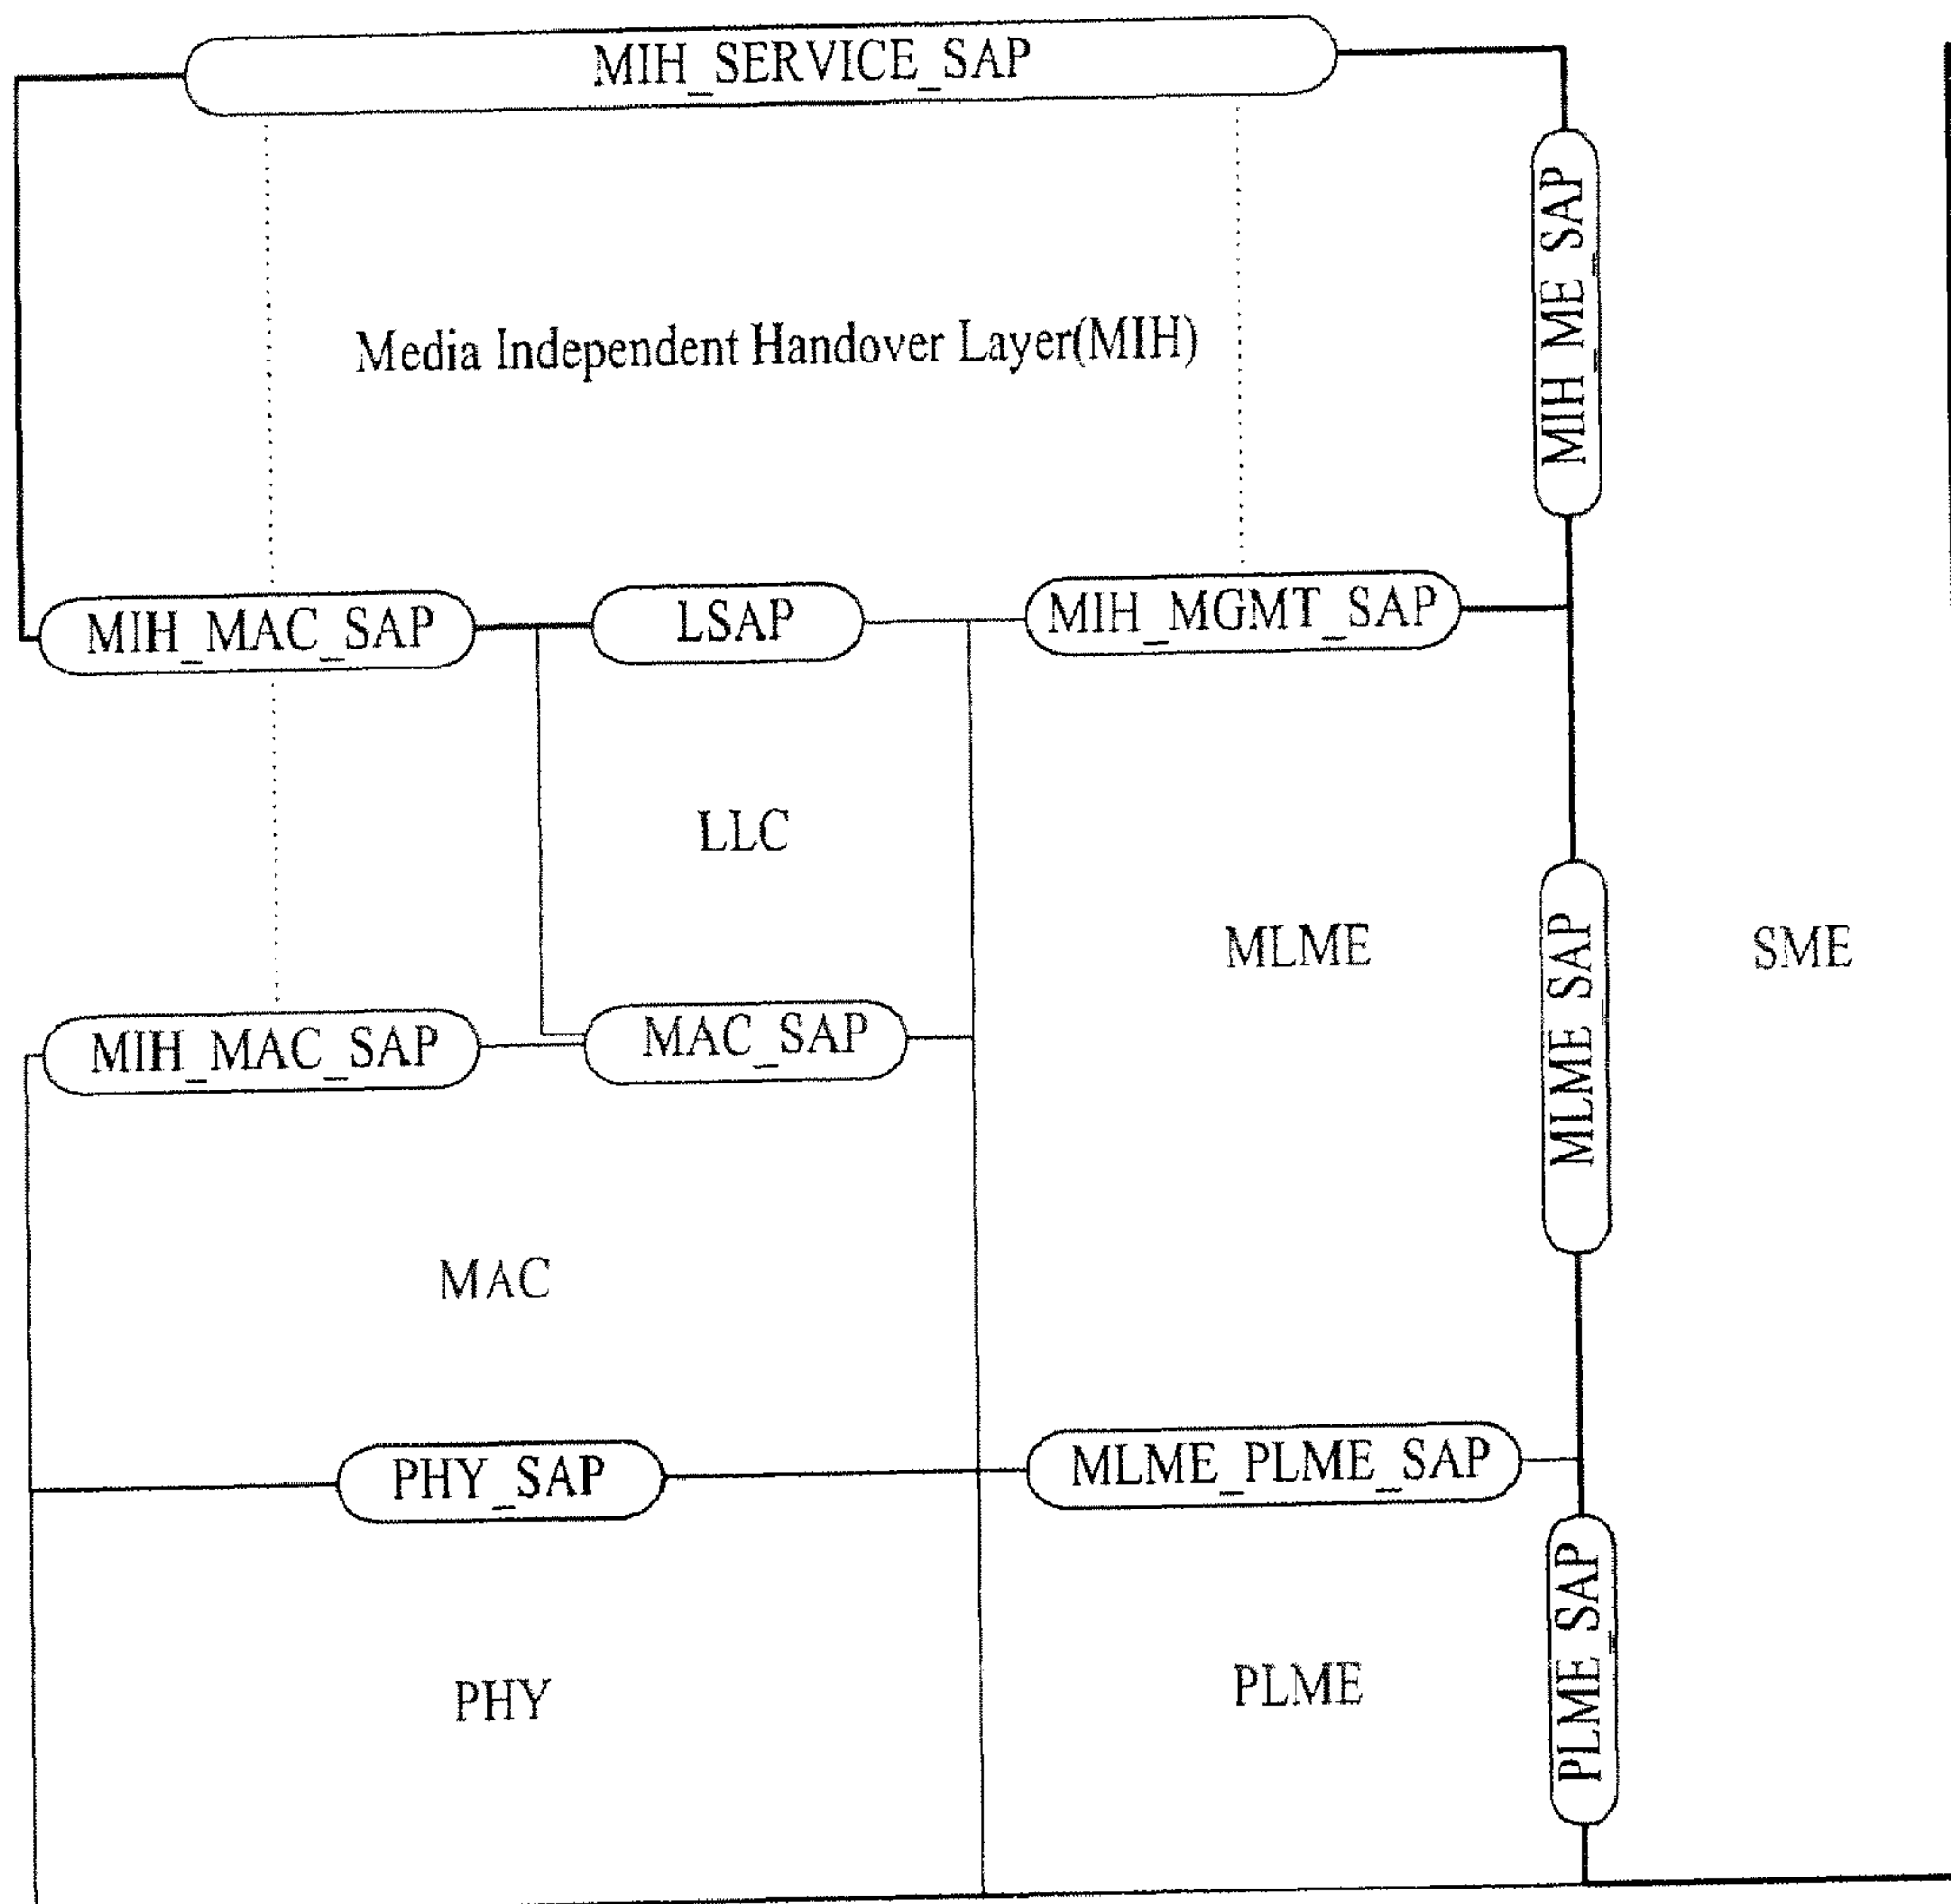 MIH_SERVICE_SAP
MIH_ME_SAP
Media Independent Handover Layer(MIH)
MIH_MAC_SAP
LSAP
MIH_MGMT_SAP
LLC
MLME
MLME_SAP
SME
MIH_MAC_SAP
MAC_SAP
MAC
PHY_SAP
MLME_PLME_SAP
PHY
PLME
PLME_SAP